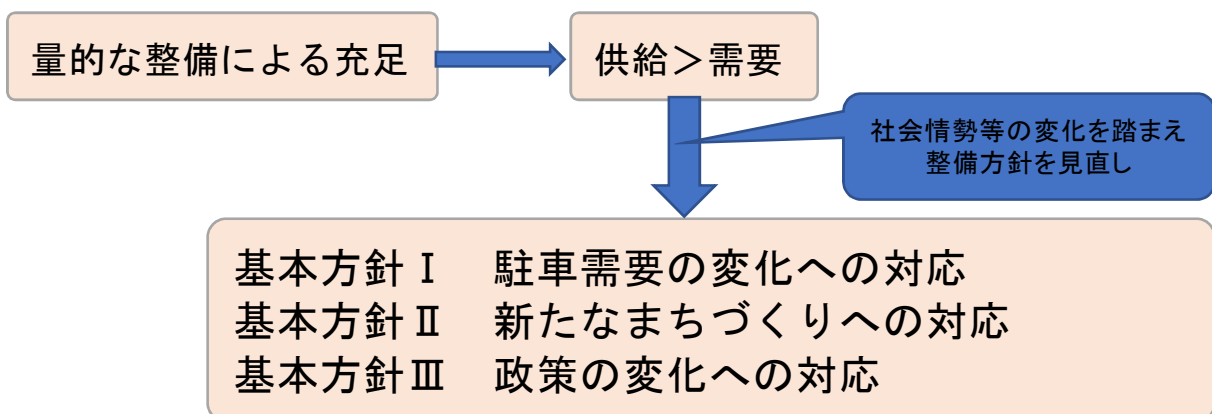 量的な整備による充足
供給＞需要
社会情勢等の変化を踏まえ
整備方針を見直し
基本方針Ⅰ　駐車需要の変化への対応
基本方針Ⅱ　新たなまちづくりへの対応
基本方針Ⅲ　政策の変化への対応